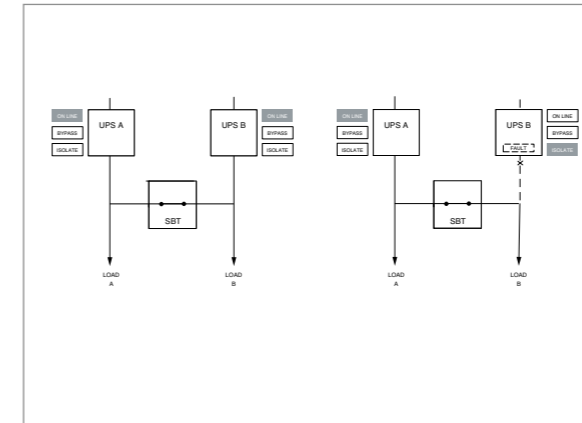 ON LINE
UPS A
BYPASS
ISOLATE
UPS B
ON LINE
BYPASS
ISOLATE
SBT
LOAD
A
LOAD
B
ON LINE
UPS A
BYPASS
ISOLATE
UPS B
FAULT
ON LINE
BYPASS
ISOLATE
SBT
LOAD
A
LOAD
B